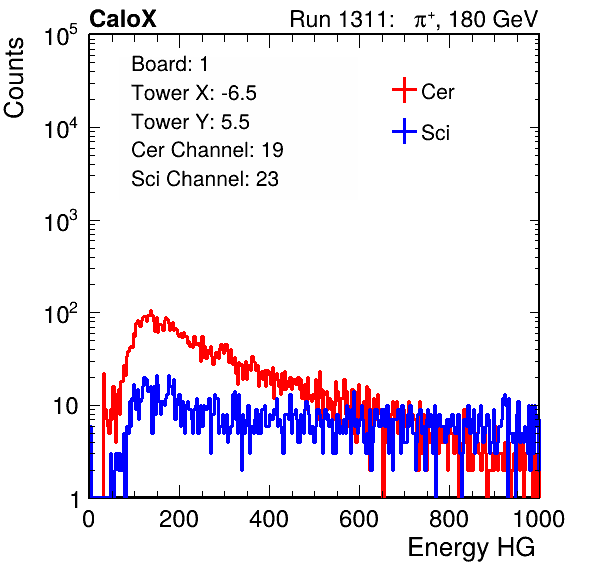 CaloX Run 1311: π⁺, 180 GeV
Counts
Board: 1
Tower X: -6.5
Tower Y: 5.5
Cer Channel: 19
Sci Channel: 23
Cer
Sci
10⁵
10⁴
10³
10²
10
1
0 200 400 600 800 1000
Energy HG